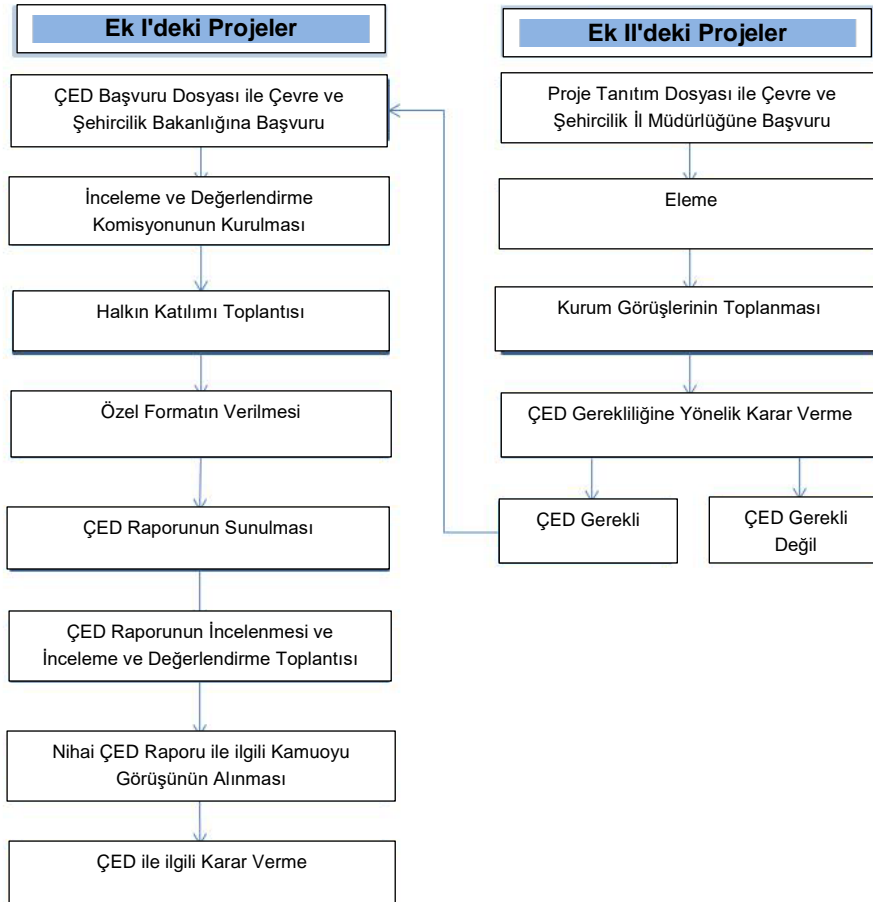 Ek I'deki Projeler
ÇED Başvuru Dosyası ile Çevre ve
Şehircilik Bakanlığına Başvuru
İnceleme ve Değerlendirme
Komisyonunun Kurulması
Halkın Katılımı Toplantısı
Özel Formatın Verilmesi
ÇED Raporunun Sunulması
ÇED Raporunun İncelenmesi ve
İnceleme ve Değerlendirme Toplantısı
Nihai ÇED Raporu ile ilgili Kamuoyu
Görüşünün Alınması
ÇED ile ilgili Karar Verme
Ek II'deki Projeler
Proje Tanıtım Dosyası ile Çevre ve
Şehircilik İl Müdürlüğüne Başvuru
Eleme
Kurum Görüşlerinin Toplanması
ÇED Gerekliliğine Yönelik Karar Verme
ÇED Gerekli
ÇED Gerekli
Değil